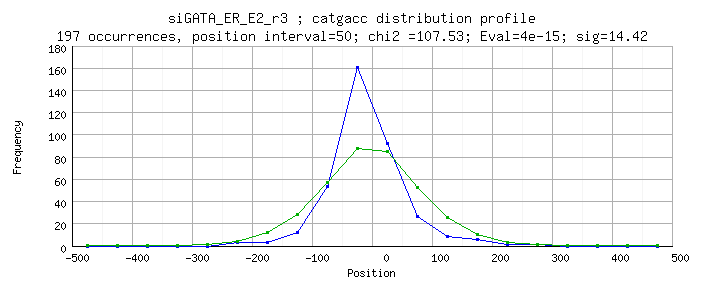 siGATA_ER_E2_r3 ; catgacc distribution profile
197 occurrences, position interval=50; chi2 =107.53; Eval=4e-15; sig=14.42
180
160
140
120
100
80
60
40
20
0
Frequency
-500 -400 -300 -200 -100 0 100 200 300 400 500
Position